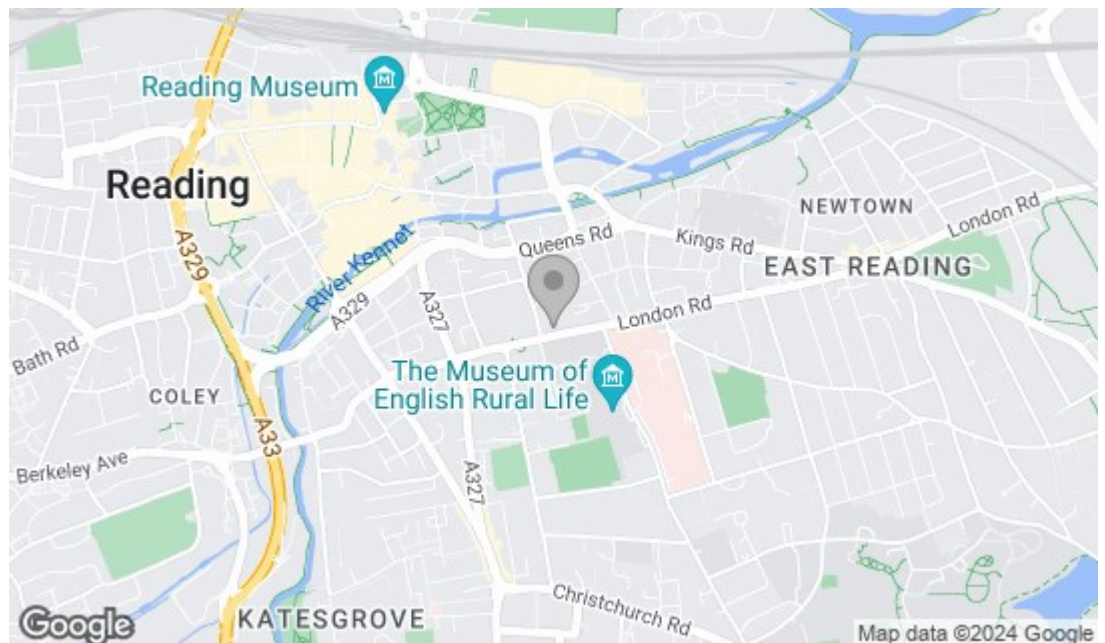 Reading Museum
Reading
NEWTOWN
London Rd
Kings Rd
Queens Rd
EAST READING
River Kennet
A329
A329
A327
London Rd
Bath Rd
The Museum of
English Rural Life
COLEY
A33
Berkeley Ave
A327
Christchurch Rd
KATESGROVE
Google
Map data ©2024 Google